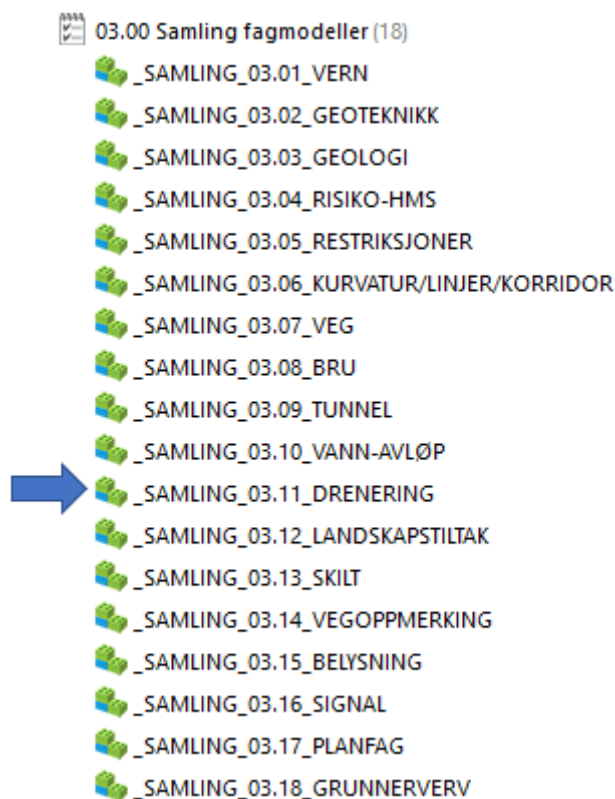 03.00 Samling fagmodeller (18)
_SAMLING_03.01_VERN
_SAMLING_03.02_GEOTEKNIKK
_SAMLING_03.03_GEOLOGI
_SAMLING_03.04_RISIKO-HMS
_SAMLING_03.05_RESTRIKSJONER
_SAMLING_03.06_KURVATUR/LINJER/KORRIDOR
_SAMLING_03.07_VEG
_SAMLING_03.08_BRU
_SAMLING_03.09_TUNNEL
_SAMLING_03.10_VANN-AVLØP
_SAMLING_03.11_DRENERING
_SAMLING_03.12_LANDSKAPSTILTAK
_SAMLING_03.13_SKILT
_SAMLING_03.14_VEGOPPMERKING
_SAMLING_03.15_BELYSNING
_SAMLING_03.16_SIGNAL
_SAMLING_03.17_PLANFAG
_SAMLING_03.18_GRUNNERVERV